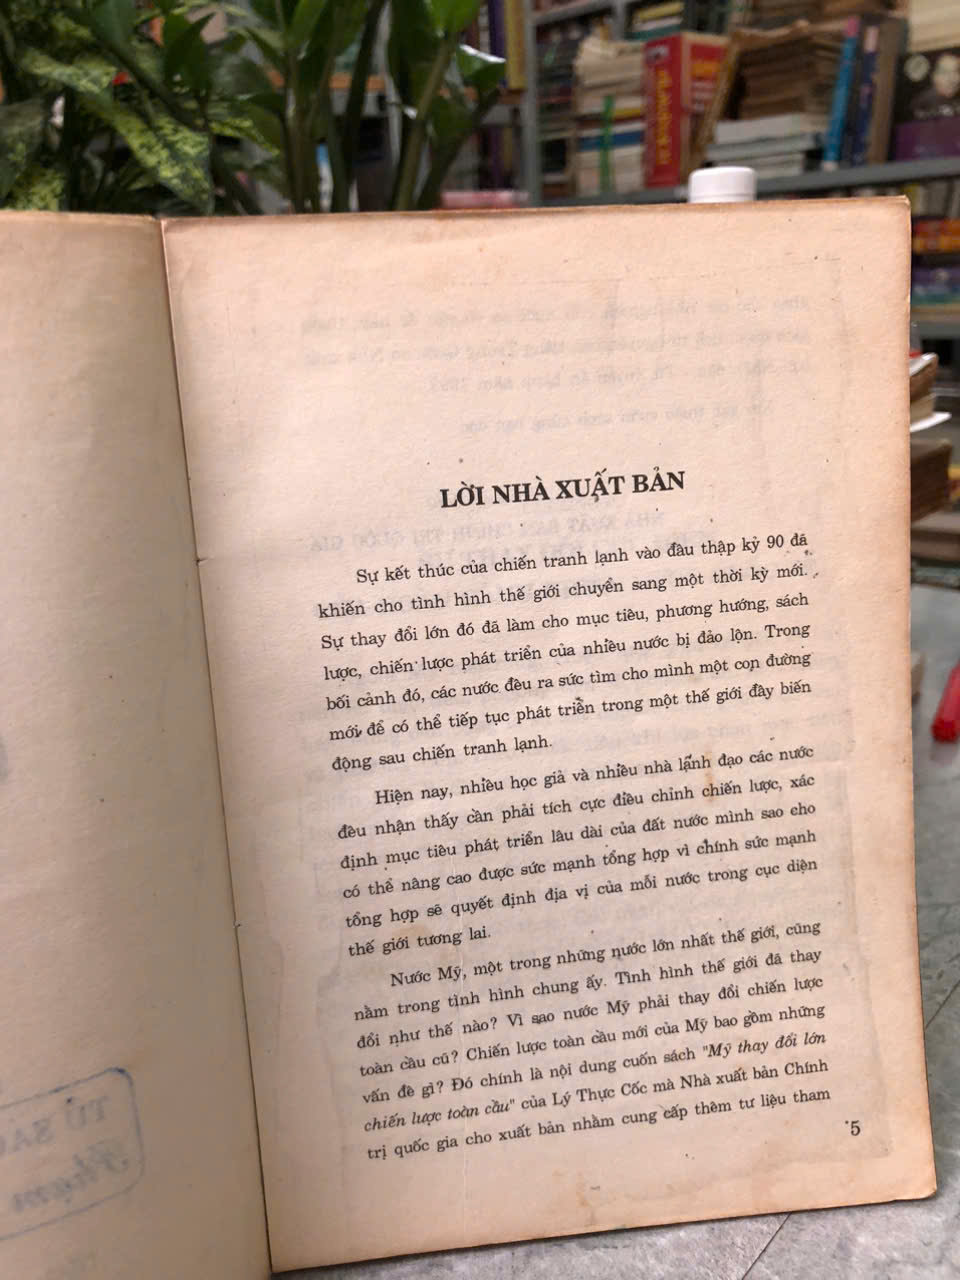 LỜI NHÀ XUẤT BẢN
Sự kết thúc của chiến tranh lạnh vào đầu thập kỷ 90 đã
khiến cho tình hình thế giới chuyển sang một thời kỳ mới.
Sự thay đổi lớn đó đã làm cho mục tiêu, phương hướng, sách
lược, chiến lược phát triển của nhiều nước bị đảo lộn. Trong
bối cảnh đó, các nước đều ra sức tìm cho mình một con đường
mới để có thể tiếp tục phát triển trong một thế giới đầy biến
động sau chiến tranh lạnh.
Hiện nay, nhiều học giả và nhiều nhà lãnh đạo các nước
đều nhận thấy cần phải tích cực điều chỉnh chiến lược, xác
định mục tiêu phát triển lâu dài của đất nước mình sao cho
có thể nâng cao được sức mạnh tổng hợp vì chính sức mạnh
tổng hợp sẽ quyết định địa vị của mỗi nước trong cục diện
thế giới tương lai.
Nước Mỹ, một trong những nước lớn nhất thế giới, cũng
nằm trong tình hình chung ấy. Tình hình thế giới đã thay
đổi như thế nào? Vì sao nước Mỹ phải thay đổi chiến lược
toàn cầu cũ? Chiến lược toàn cầu mới của Mỹ bao gồm những
vấn đề gì? Đó chính là nội dung cuốn sách "Mỹ thay đổi lớn
chiến lược toàn cầu" của Lý Thực Cốc mà Nhà xuất bản Chính
trị quốc gia cho xuất bản nhằm cung cấp thêm tư liệu tham
5